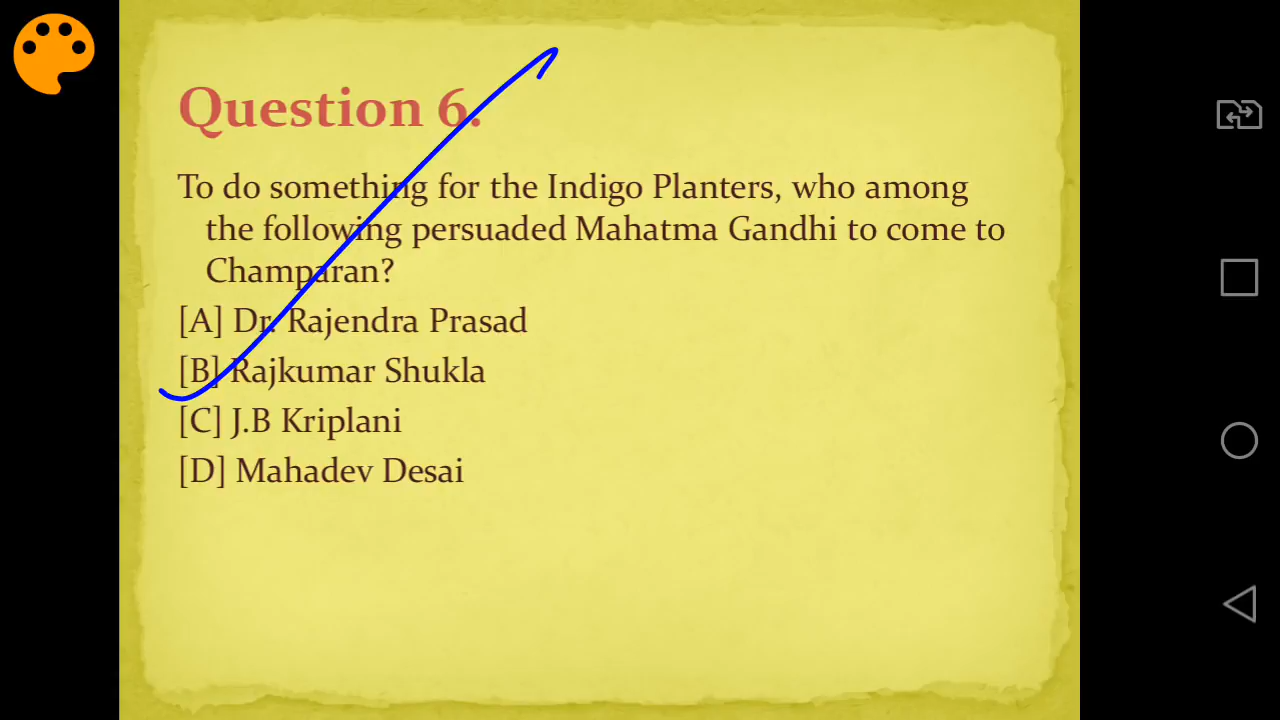 Question 6.
To do something for the Indigo Planters, who among
the following persuaded Mahatma Gandhi to come to
Champaran?
[A] Dr. Rajendra Prasad
[B] Rajkumar Shukla
[C] J.B Kriplani
[D] Mahadev Desai